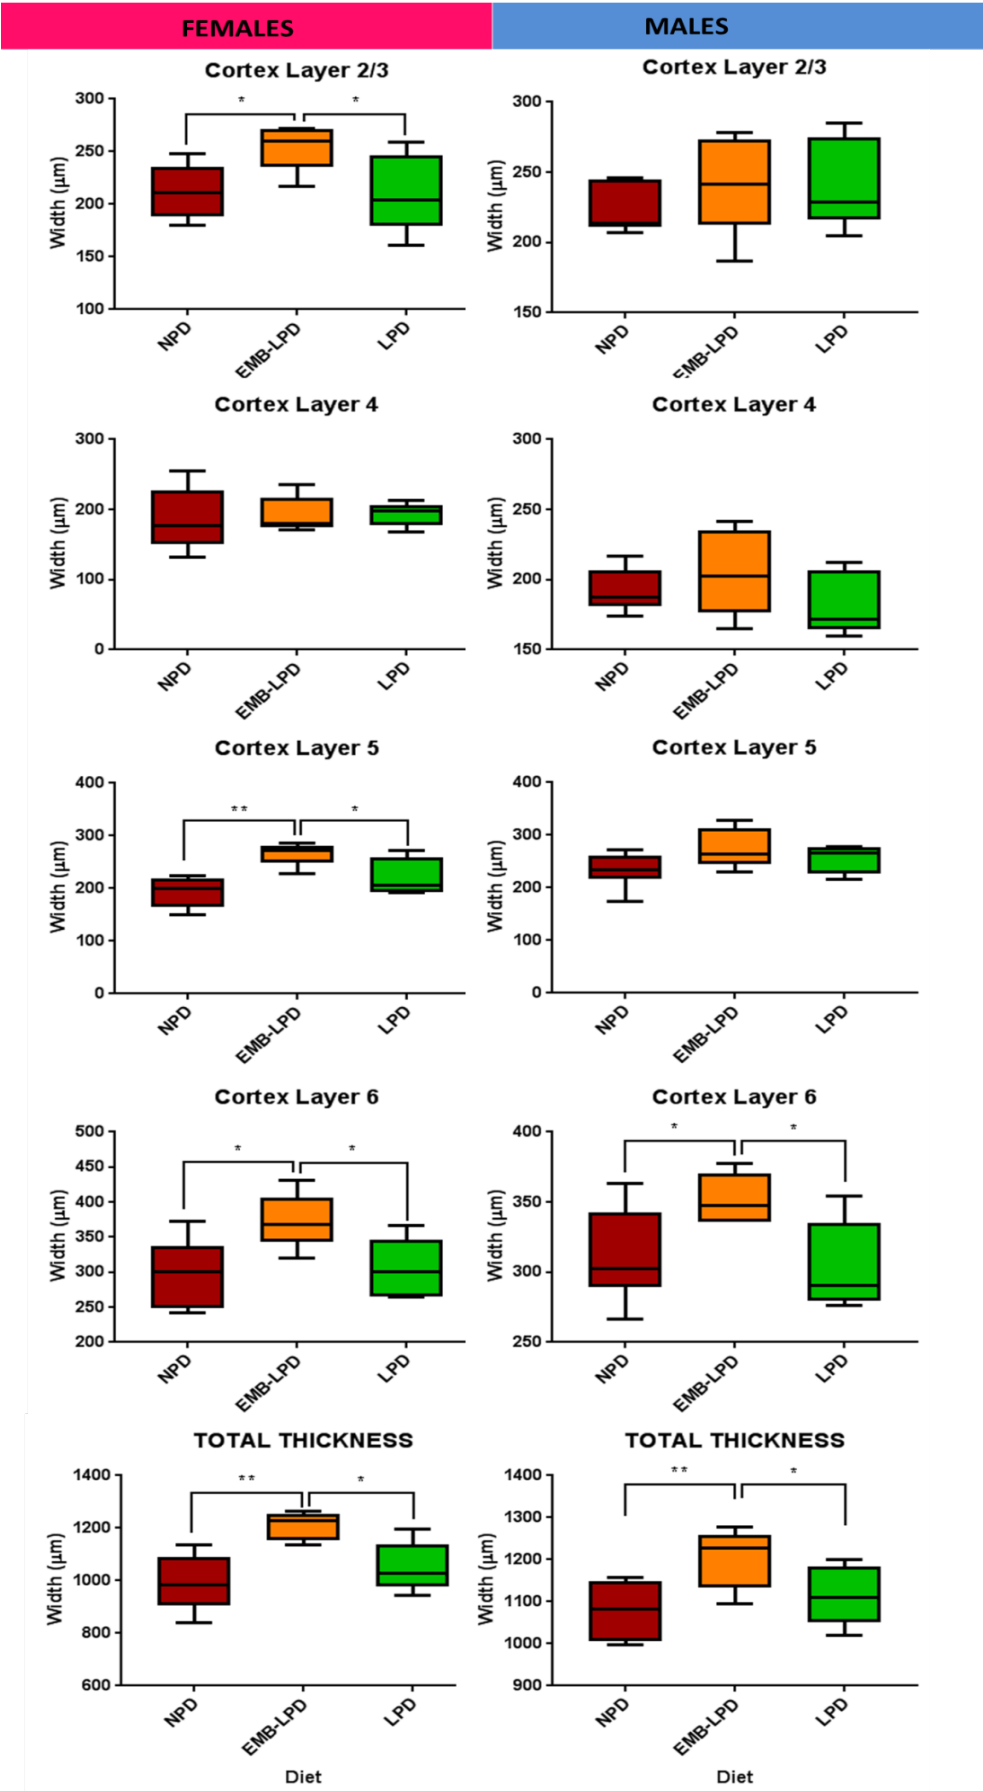 FEMALES
MALES
Cortex Layer 2/3
300
250
200
150
100
Width (μm)
*
*
NPD
EMB-LPD
LPD
Cortex Layer 2/3
300
250
200
150
Width (μm)
NPD
EMB-LPD
LPD
Cortex Layer 4
300
200
100
0
Width (μm)
NPD
EMB-LPD
LPD
Cortex Layer 4
300
250
200
150
Width (μm)
NPD
EMB-LPD
LPD
Cortex Layer 5
400
300
200
100
0
Width (μm)
**
*
NPD
EMB-LPD
LPD
Cortex Layer 5
400
300
200
100
0
Width (μm)
NPD
EMB-LPD
LPD
Cortex Layer 6
500
450
400
350
300
250
200
Width (μm)
*
*
NPD
EMB-LPD
LPD
Cortex Layer 6
400
350
300
250
Width (μm)
*
*
NPD
EMB-LPD
LPD
TOTAL THICKNESS
1400
1200
1000
800
600
Width (μm)
**
*
NPD
EMB-LPD
LPD
Diet
TOTAL THICKNESS
1400
1300
1200
1100
1000
900
Width (μm)
**
*
NPD
EMB-LPD
LPD
Diet